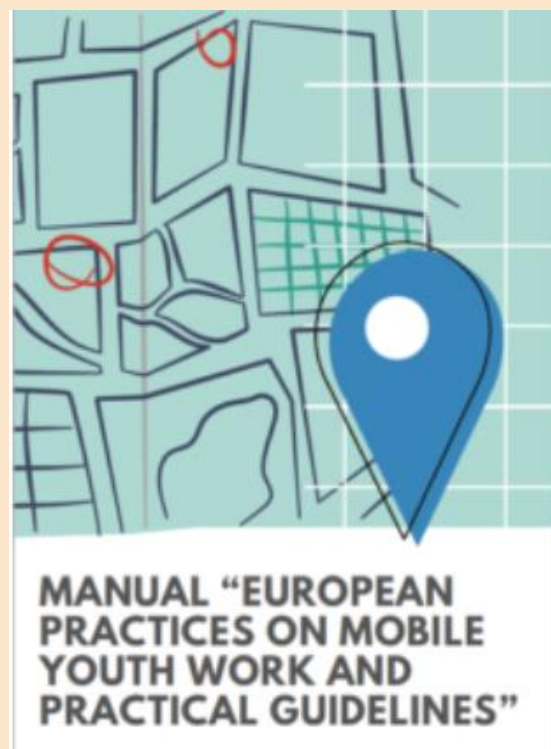 MANUAL “EUROPEAN
PRACTICES ON MOBILE
YOUTH WORK AND
PRACTICAL GUIDELINES”